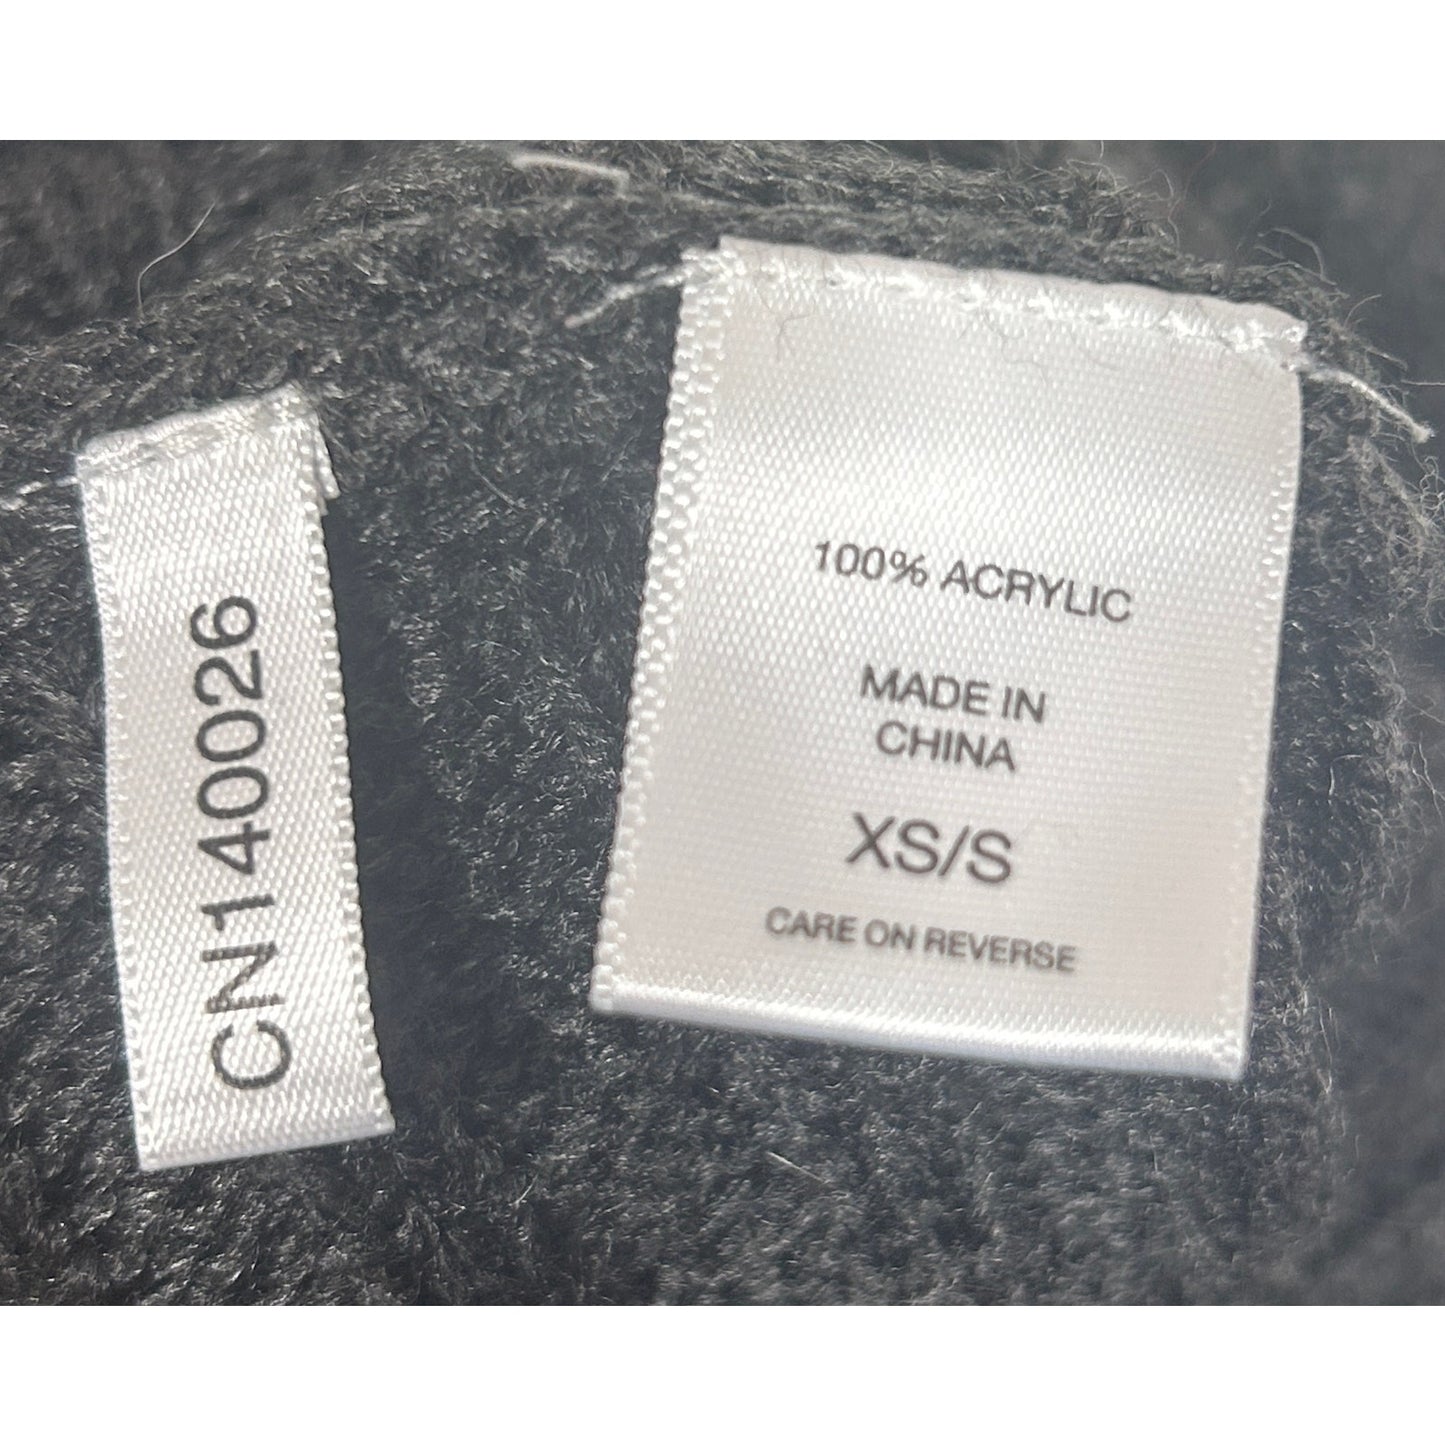 CN140026
100% ACRYLIC
MADE IN
CHINA
XS/S
CARE ON REVERSE